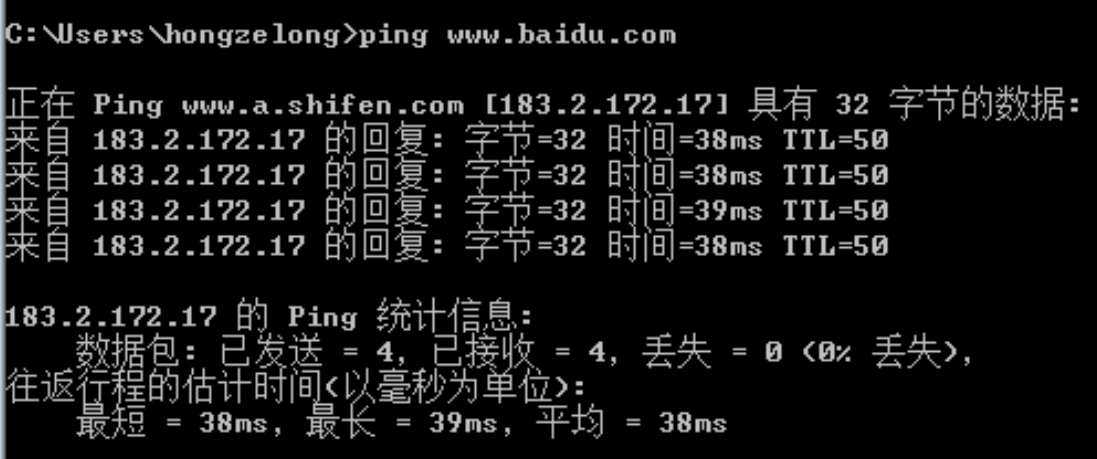 C:\Users\hongzelong>ping www.baidu.com
正在 Ping www.a.shifen.com [183.2.172.17] 具有 32 字节的数据:
来自 183.2.172.17 的回复: 字节=32 时间=38ms TTL=50
来自 183.2.172.17 的回复: 字节=32 时间=38ms TTL=50
来自 183.2.172.17 的回复: 字节=32 时间=39ms TTL=50
来自 183.2.172.17 的回复: 字节=32 时间=38ms TTL=50
183.2.172.17 的 Ping 统计信息:
数据包: 已发送 = 4, 已接收 = 4, 丢失 = 0 (0% 丢失),
往返行程的估计时间(以毫秒为单位):
最短 = 38ms, 最长 = 39ms, 平均 = 38ms